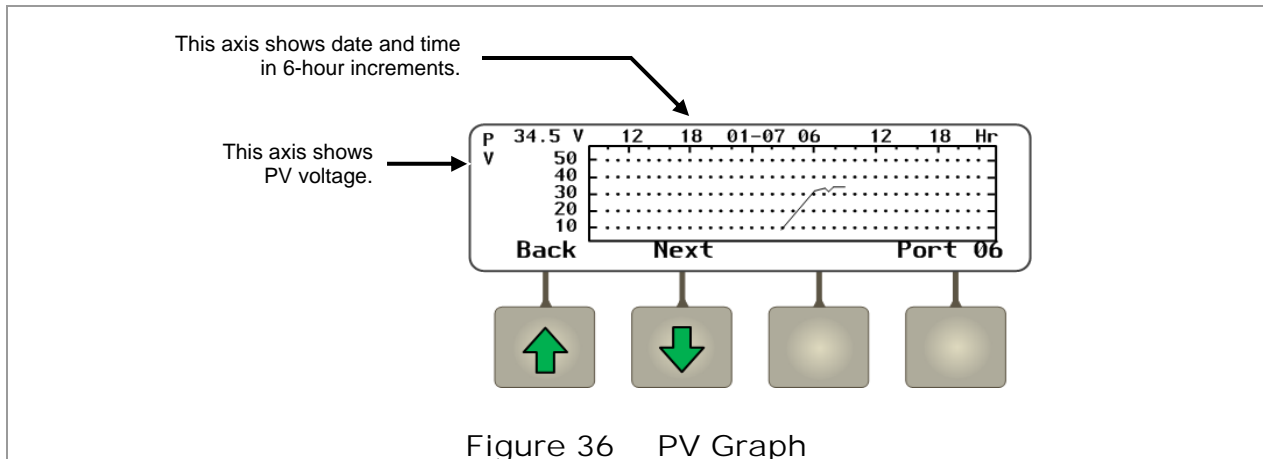 This axis shows date and time
in 6-hour increments.
This axis shows
PV voltage.
P 34.5 V 12 18 01-07 06 12 18 Hr
V 50
40
30
20
10
Back Next Port 06
Figure 36 PV Graph